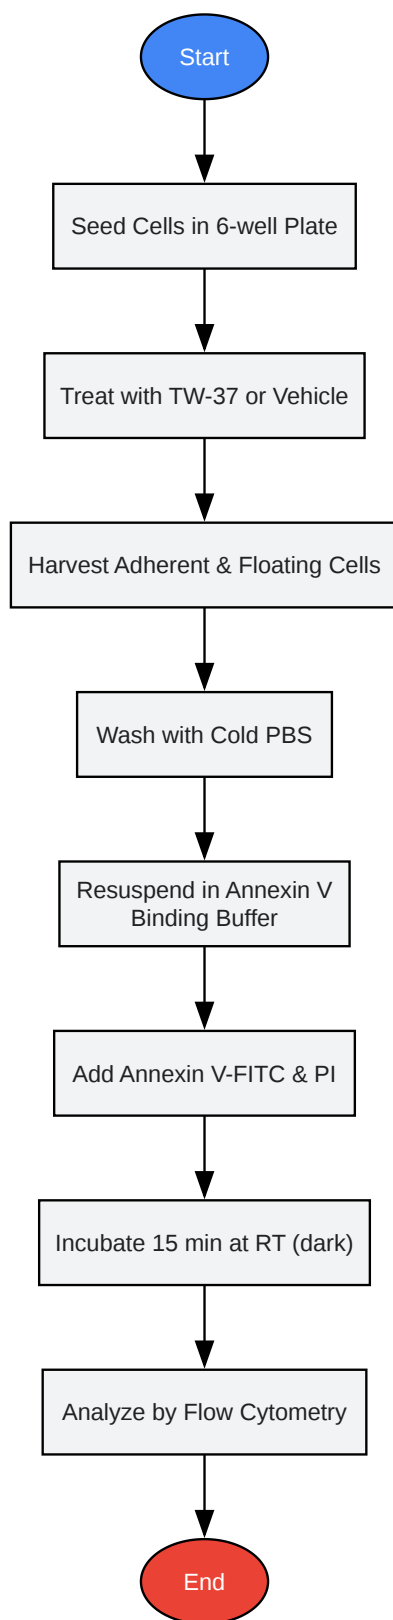 Start
Seed Cells in 6-well Plate
Treat with TW-37 or Vehicle
Harvest Adherent & Floating Cells
Wash with Cold PBS
Resuspend in Annexin V
Binding Buffer
Add Annexin V-FITC & PI
Incubate 15 min at RT (dark)
Analyze by Flow Cytometry
End